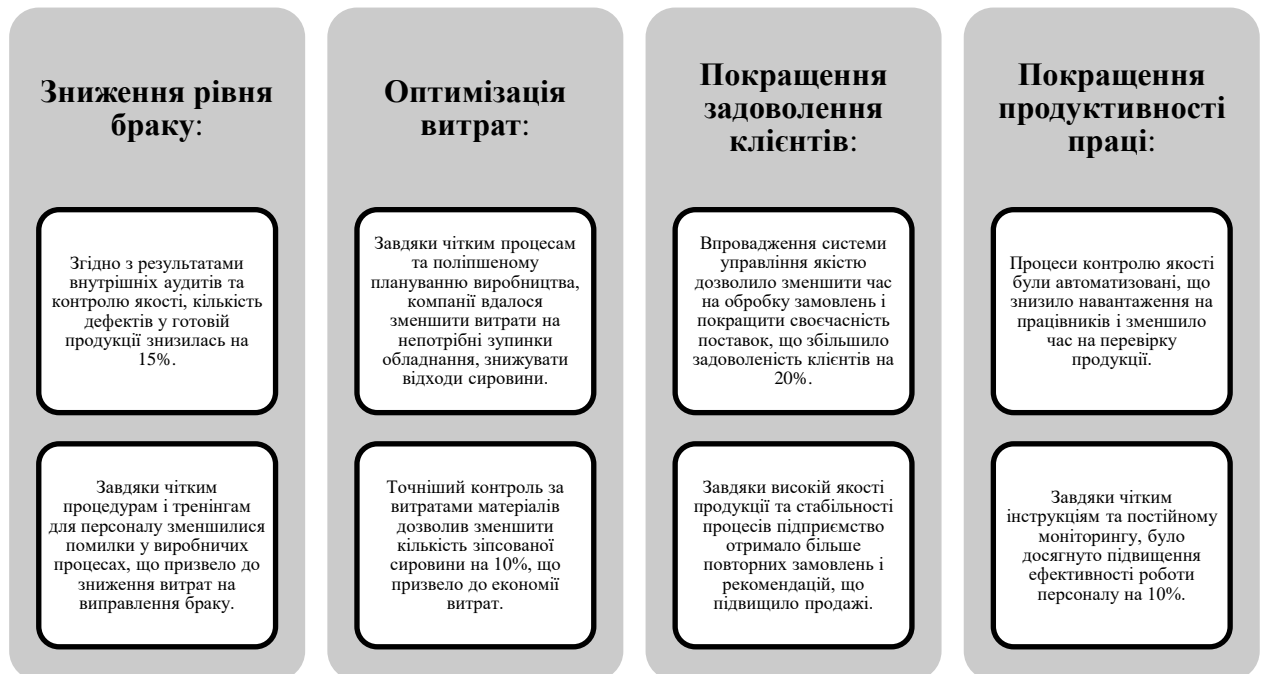 Зниження рівня
браку:
Згідно з результатами
внутрішніх аудитів та
контролю якості, кількість
дефектів у готовій
продукції знизилась на
15%.
Завдяки чітким
процедурам і тренінгам
для персоналу зменшилися
помилки у виробничих
процесах, що призвело до
зниження витрат на
виправлення браку.
Оптимізація
витрат:
Завдяки чітким процесам
та поліпшеному
плануванню виробництва,
компанії вдалося
зменшити витрати на
непотрібні зупинки
обладнання, знижувати
відходи сировини.
Точніший контроль за
витратами матеріалів
дозволив зменшити
кількість зіпсованої
сировини на 10%, що
призвело до економії
витрат.
Покращення
задоволення
клієнтів:
Впровадження системи
управління якістю
дозволило зменшити час
на обробку замовлень і
покращити своєчасність
поставок, що збільшило
задоволеність клієнтів на
20%.
Завдяки високій якості
продукції та стабільності
процесів підприємство
отримало більше
повторних замовлень і
рекомендацій, що
підвищило продажі.
Покращення
продуктивності
праці:
Процеси контролю якості
були автоматизовані, що
знизило навантаження на
працівників і зменшило
час на перевірку
продукції.
Завдяки чітким
інструкціям та постійному
моніторингу, було
досягнуто підвищення
ефективності роботи
персоналу на 10%.